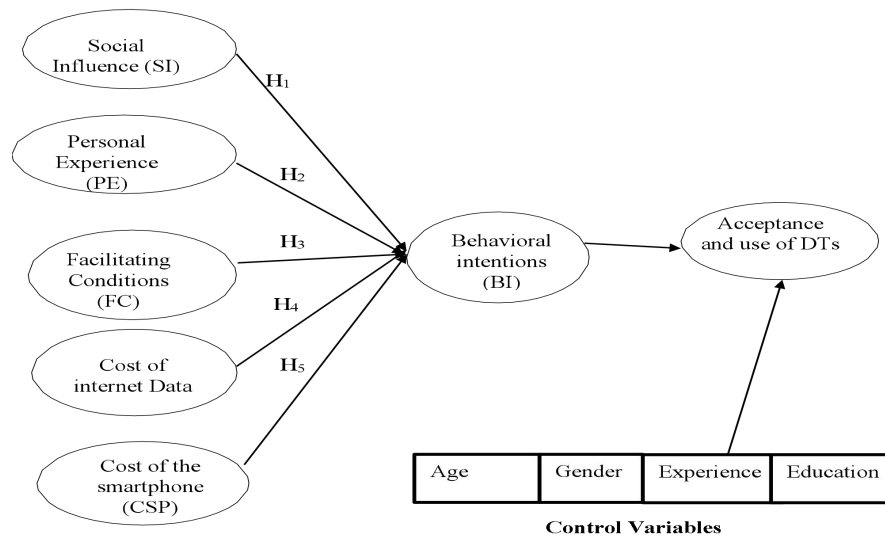 Social
Influence (SI)
H1
Personal
Experience
(PE)
H2
Facilitating
Conditions
(FC)
H3
Cost of
internet Data
H4
Cost of the
smartphone
(CSP)
H5
Behavioral
intentions
(BI)
Acceptance
and use of DTs
Age
Gender
Experience
Education
Control Variables